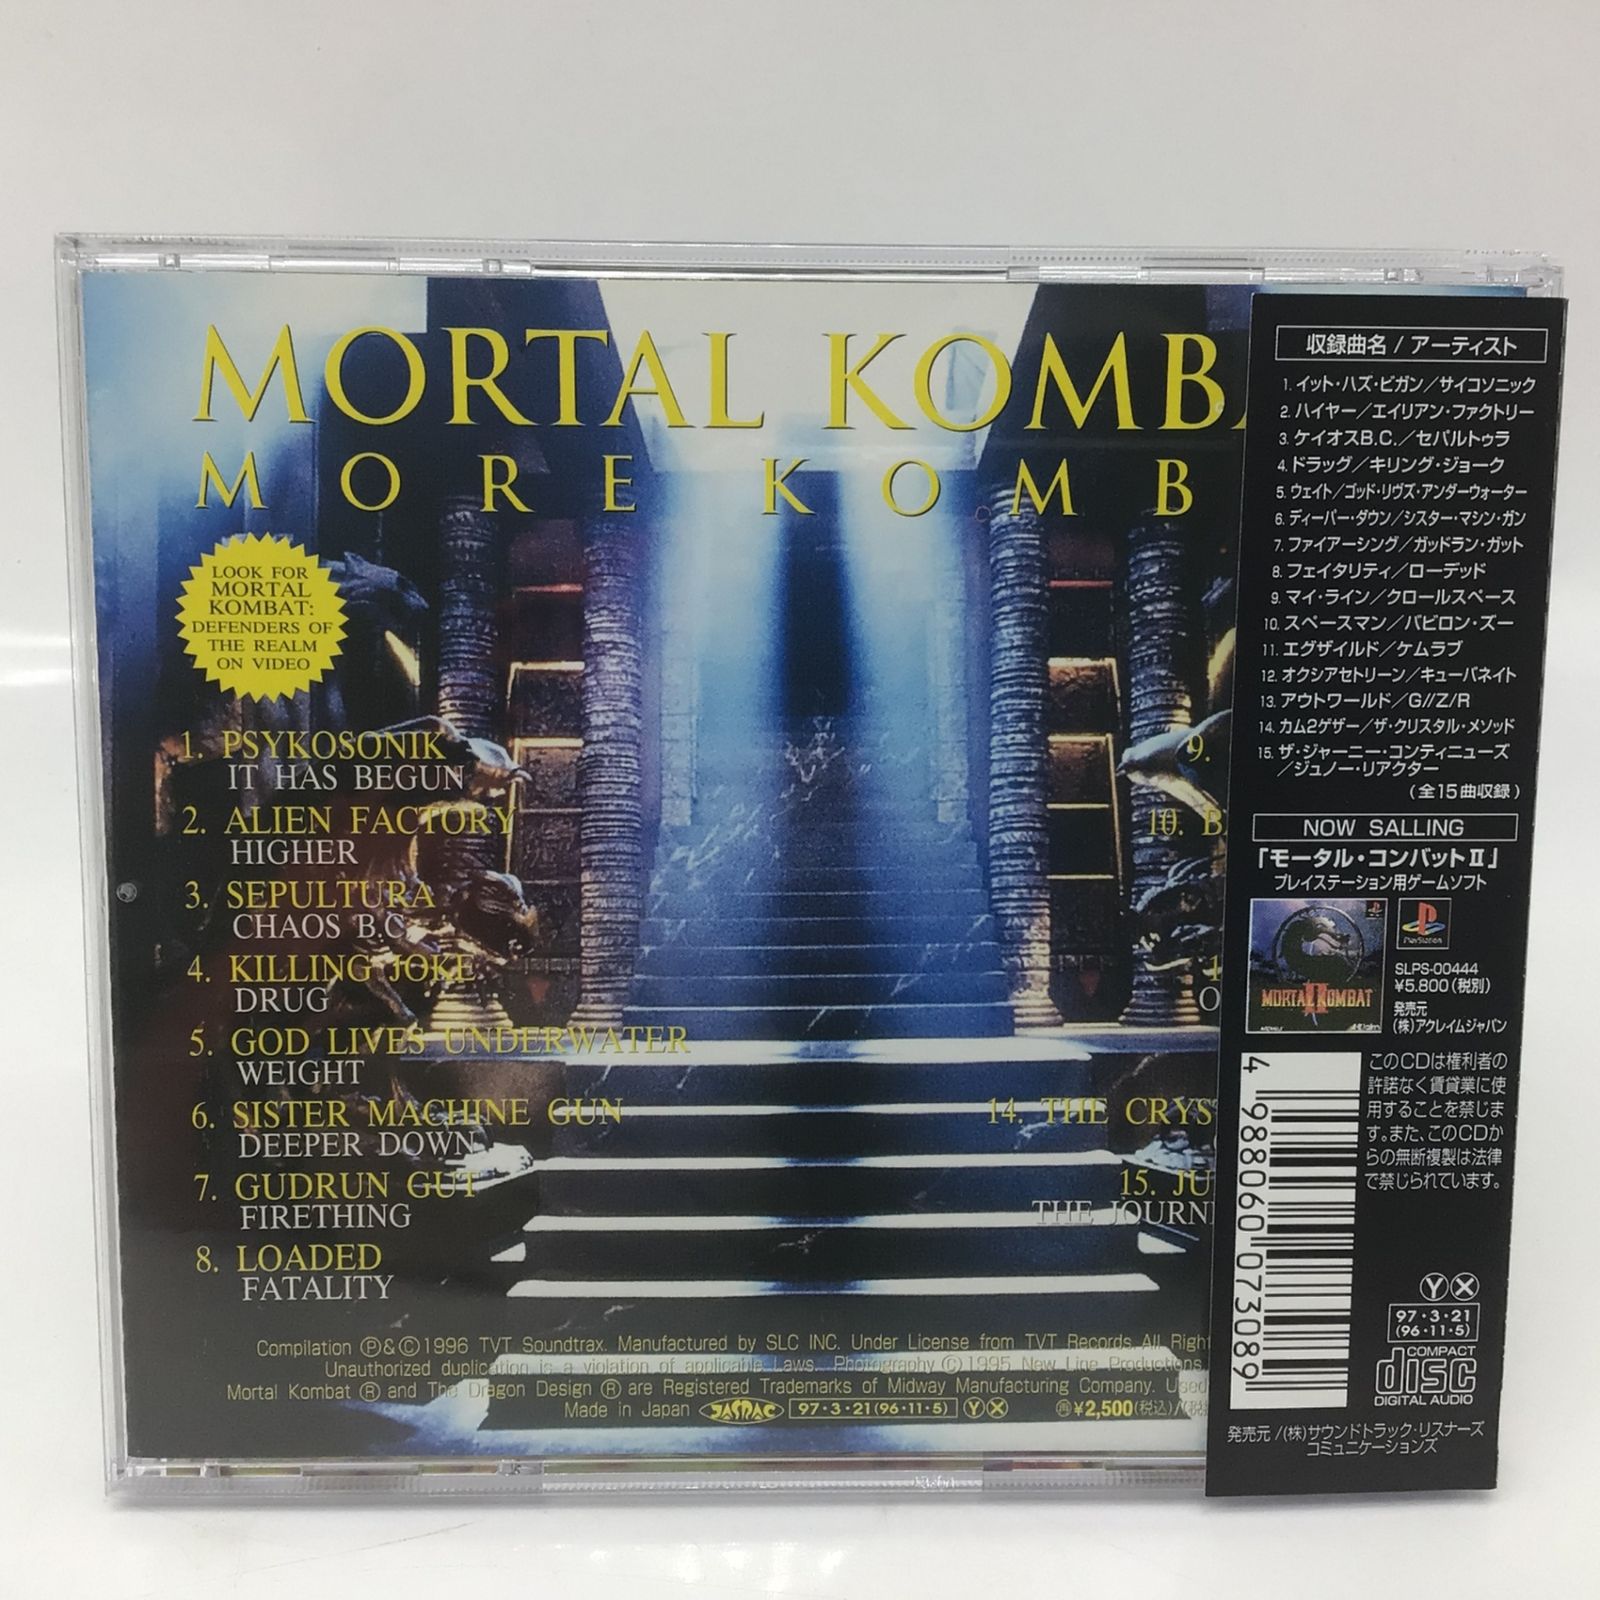 MORTAL KOMB
MORE KOMB
LOOK FOR
MORTAL
KOMBAT:
DEFENDERS OF
THE REALM
ON VIDEO
1. PSYKOSONIK
IT HAS BEGUN
2. ALIEN FACTORY
HIGHER
3. SEPULTURA
CHAOS B.C.
4. KILLING JOKE
DRUG
5. GOD LIVES UNDERWATER
WEIGHT
6. SISTER MACHINE GUN
DEEPER DOWN
7. GUDRUN GUT
FIRETHING
8. LOADED
FATALITY
9.
10. B
1
O
14. THE CRYS
15. JU
THE JOURN
Compilation Ⓟ&Ⓒ1996 TVT Soundtrax. Manufactured by SLC INC. Under License from TVT Records. All Righ
Unauthorized duplication is a violation of applicable Laws. Photography Ⓒ1995 New Line Productions,
Mortal Kombat Ⓡ and The Dragon Design Ⓡ are Registered Trademarks of Midway Manufacturing Company. Used
Made in Japan JASRAC 97・3・21(96・11・5) ⓎⓍ ㊞¥2,500(税込)/(税
収録曲名 / アーティスト
1. イット・ハズ・ビガン/サイコソニック
2. ハイヤー/エイリアン・ファクトリー
3. ケイオスB.C./セパルトゥラ
4. ドラッグ/キリング・ジョーク
5. ウェイト/ゴッド・リヴズ・アンダーウォーター
6. ディーパー・ダウン/シスター・マシン・ガン
7. ファイアーシング/ガッドラン・ガット
8. フェイタリティ/ローデッド
9. マイ・ライン/クロールスペース
10. スペースマン/バビロン・ズー
11. エグザイルド/ケムラブ
12. オクシアセトリーン/キューバネイト
13. アウトワールド/G//Z/R
14. カム2ゲザー/ザ・クリスタル・メソッド
15. ザ・ジャーニー・コンティニューズ
/ジュノー・リアクター
(全15曲収録)
NOW SALLING
「モータル・コンバットⅡ」
プレイステーション用ゲームソフト
MORTAL KOMBAT
II
PlayStation
SLPS-00444
¥5,800(税別)
発売元
(株)アクレイムジャパン
4 988060 073089
このCDは権利者の
許諾なく賃貸業に使
用することを禁じま
す。また、このCDか
らの無断複製は法律
で禁じられています。
ⓎⓍ
97・3・21
(96・11・5)
COMPACT
disc
DIGITAL AUDIO
発売元/(株)サウンドトラック・リスナーズ
コミュニケーションズ